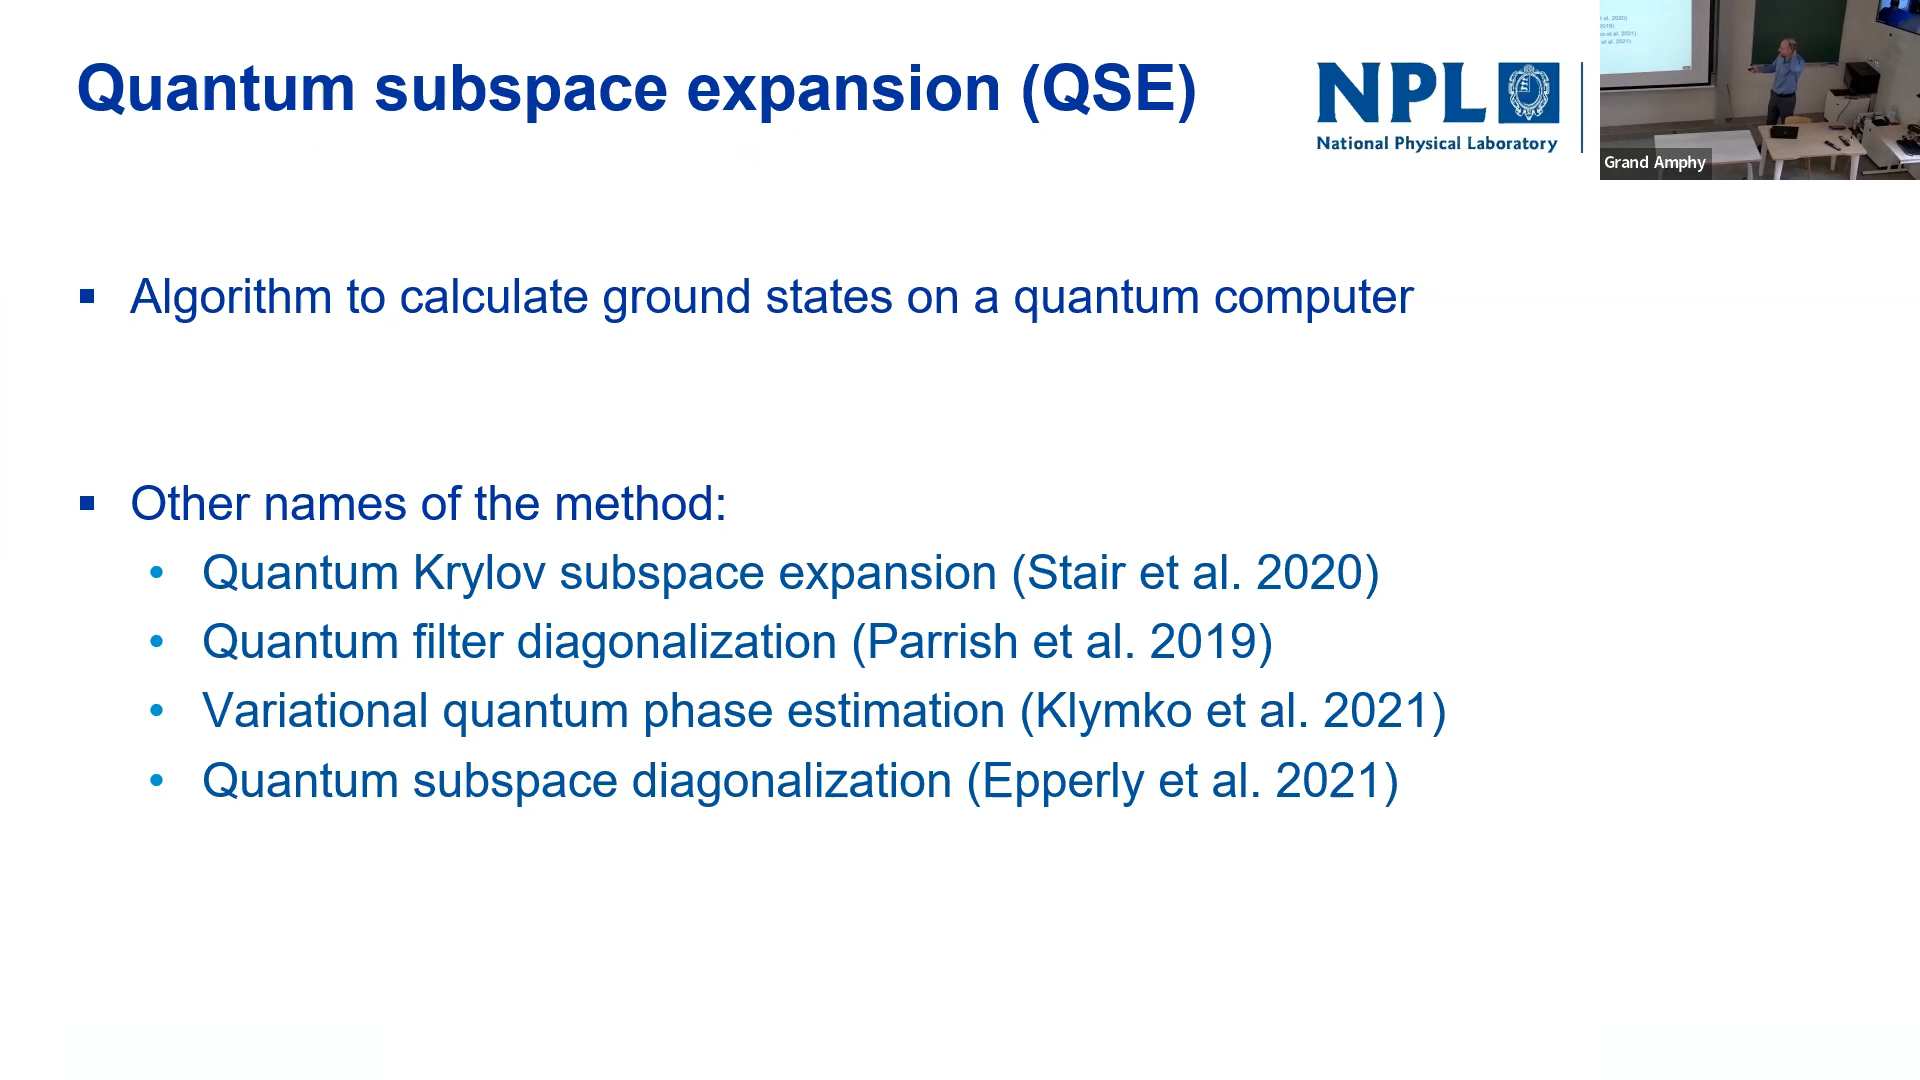 Quantum subspace expansion (QSE)
NPL
National Physical Laboratory
Grand Amphy
▪ Algorithm to calculate ground states on a quantum computer
▪ Other names of the method:
• Quantum Krylov subspace expansion (Stair et al. 2020)
• Quantum filter diagonalization (Parrish et al. 2019)
• Variational quantum phase estimation (Klymko et al. 2021)
• Quantum subspace diagonalization (Epperly et al. 2021)